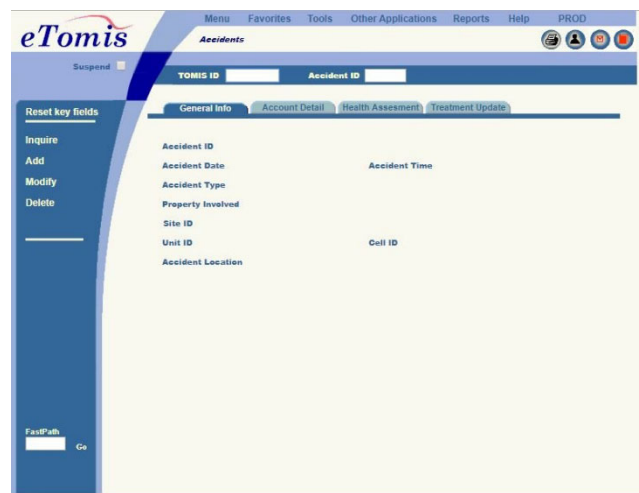 Menu Favorites Tools Other Applications Reports Help PROD
eTomis
Accidents
Suspend
TOMIS ID Accident ID
Reset key fields
General Info Account Detail Health Assesment Treatment Update
Inquire
Add
Modify
Delete
Accident ID
Accident Date Accident Time
Accident Type
Property Involved
Site ID
Unit ID Cell ID
Accident Location
FastPath
Go